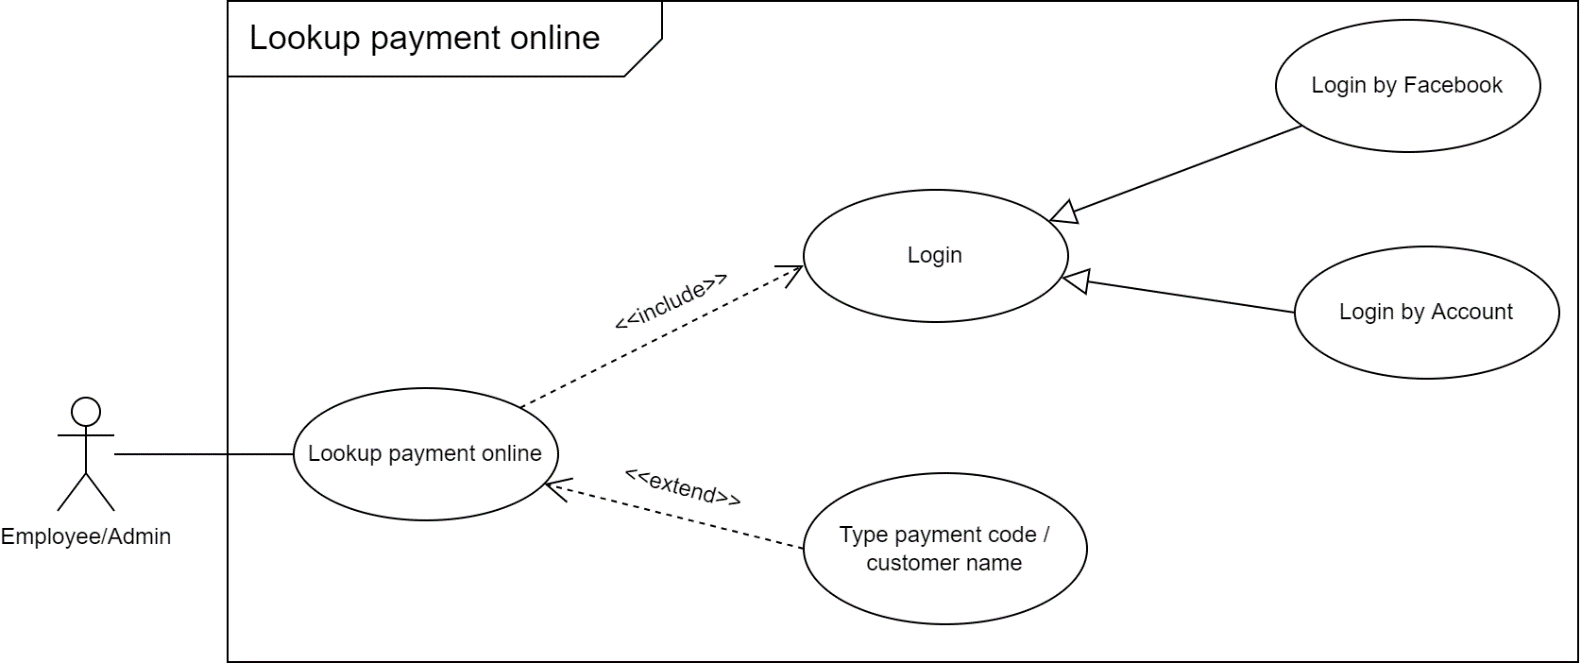 Lookup payment online
Login by Facebook
Login
<<include>>
Login by Account
Lookup payment online
<<extend>>
Employee/Admin
Type payment code /
customer name